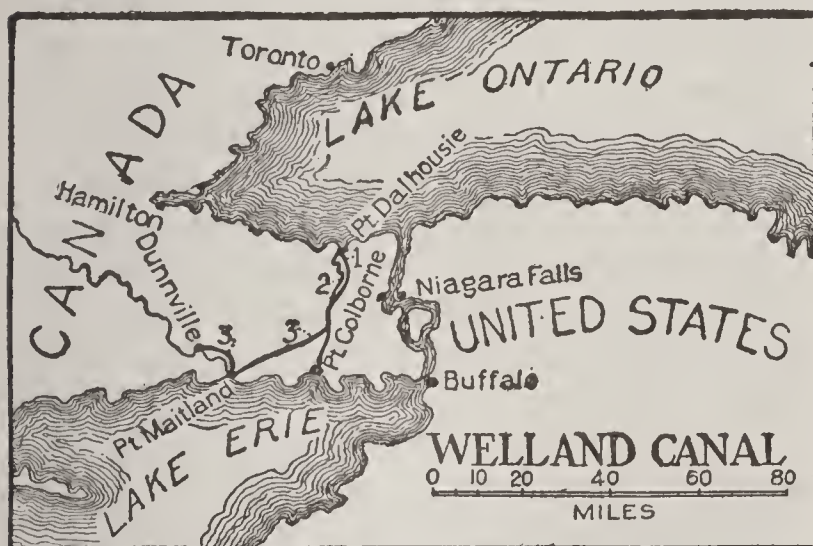 Toronto
LAKE ONTARIO
CANADA
Hamilton
Pt Dalhousie
Dunnville
1
2
3
3
Pt Colborne
Niagara Falls
UNITED STATES
Buffalo
Pt Maitland
LAKE ERIE
WELLAND CANAL
0 10 20 40 60 80
MILES